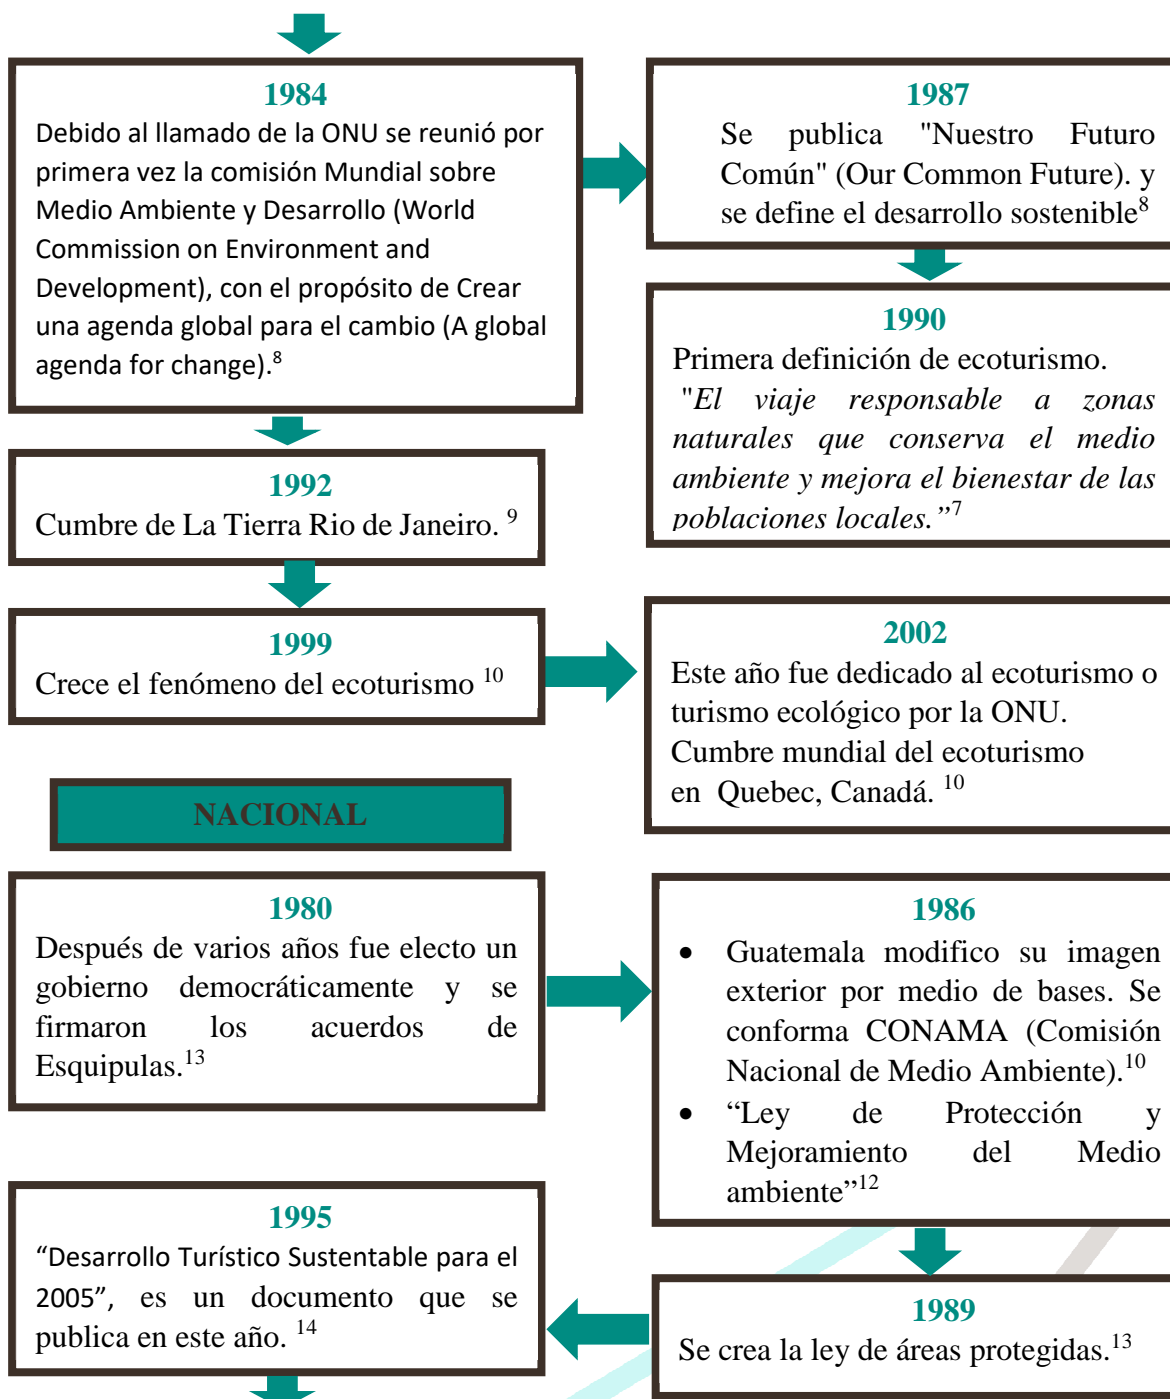 1984
Debido al llamado de la ONU se reunió por
primera vez la comisión Mundial sobre
Medio Ambiente y Desarrollo (World
Commission on Environment and
Development), con el propósito de Crear
una agenda global para el cambio (A global
agenda for change).8
1987
Se publica "Nuestro Futuro
Común" (Our Common Future). y
se define el desarrollo sostenible8
1990
Primera definición de ecoturismo.
"El viaje responsable a zonas
naturales que conserva el medio
ambiente y mejora el bienestar de las
poblaciones locales.”7
1992
Cumbre de La Tierra Rio de Janeiro. 9
1999
Crece el fenómeno del ecoturismo 10
2002
Este año fue dedicado al ecoturismo o
turismo ecológico por la ONU.
Cumbre mundial del ecoturismo
en Quebec, Canadá. 10
NACIONAL
1980
Después de varios años fue electo un
gobierno democráticamente y se
firmaron los acuerdos de
Esquipulas.13
1986
• Guatemala modifico su imagen
exterior por medio de bases. Se
conforma CONAMA (Comisión
Nacional de Medio Ambiente).10
• “Ley de Protección y
Mejoramiento del Medio
ambiente”12
1989
Se crea la ley de áreas protegidas.13
1995
“Desarrollo Turístico Sustentable para el
2005”, es un documento que se
publica en este año. 14